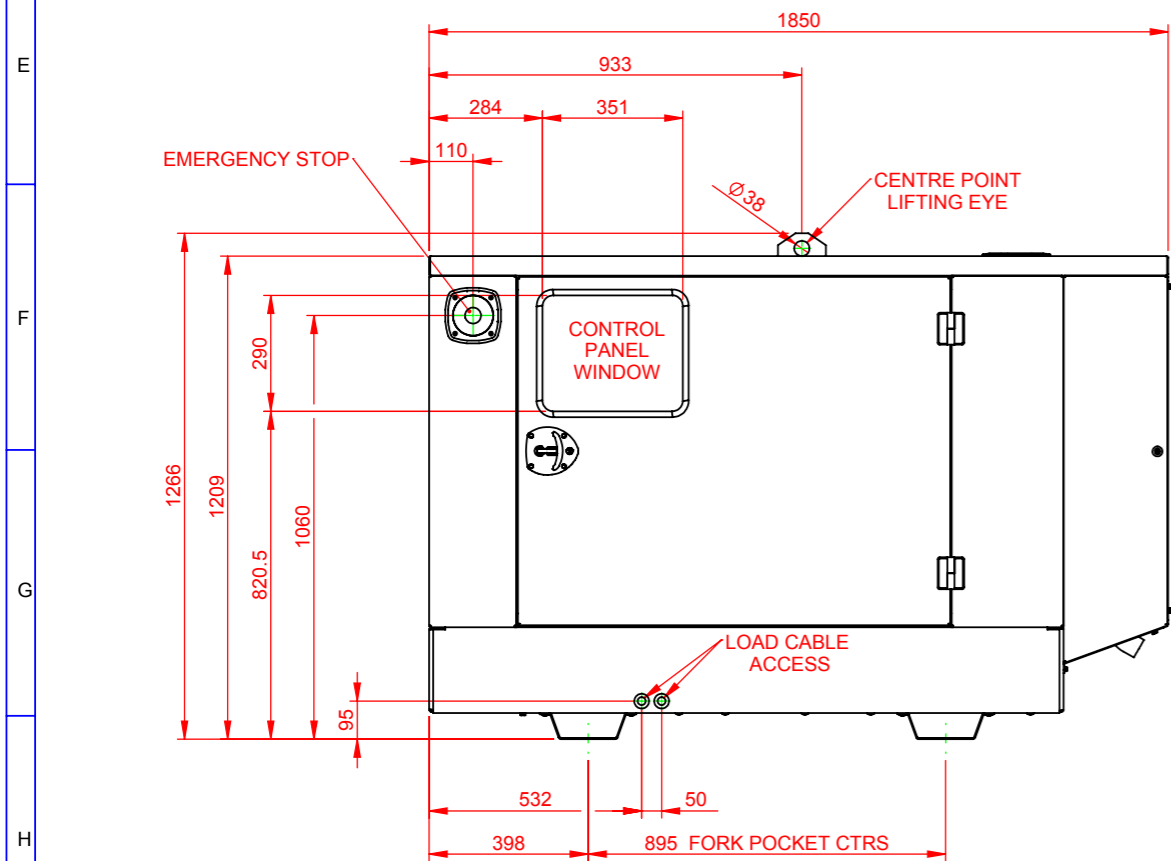 1850
E
933
284
351
110
EMERGENCY STOP
Ø38
CENTRE POINT
LIFTING EYE
F
CONTROL
PANEL
WINDOW
290
1266
1209
1060
820.5
G
LOAD CABLE
ACCESS
95
532
50
H
398
895 FORK POCKET CTRS